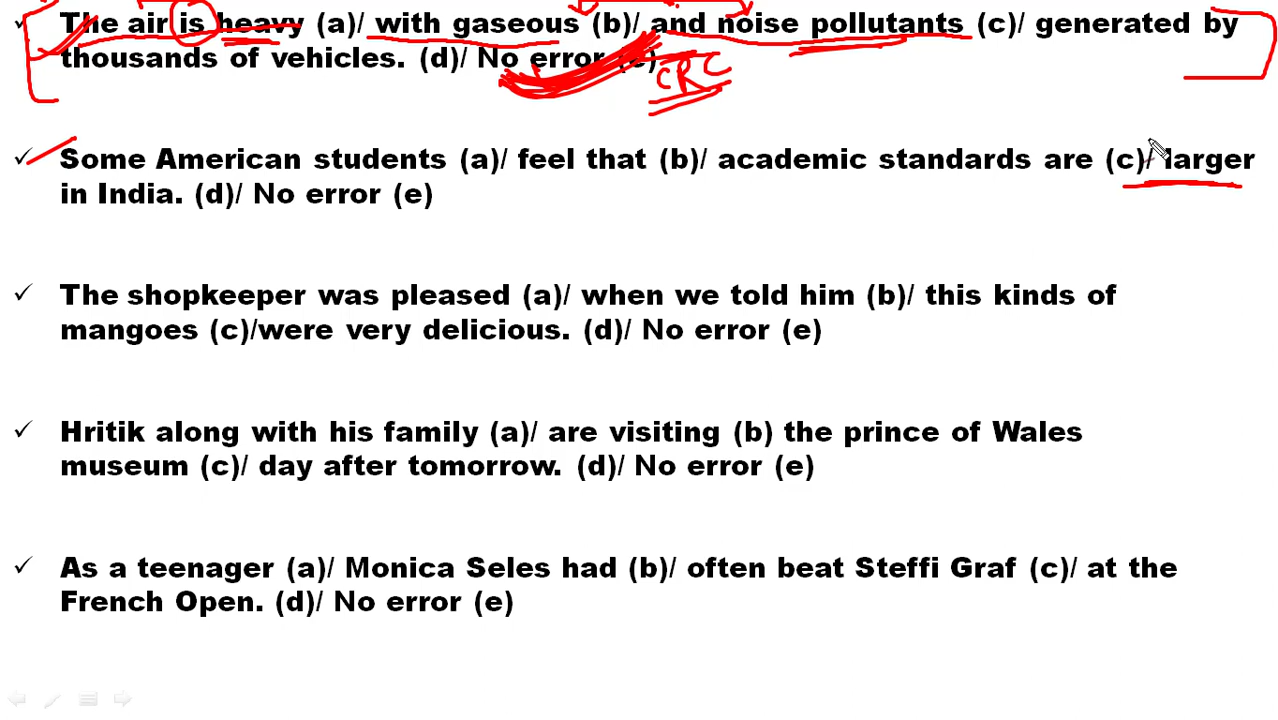 The air is heavy (a)/ with gaseous (b)/ and noise pollutants (c)/ generated by
thousands of vehicles. (d)/ No error (e)
CRC
✓ Some American students (a)/ feel that (b)/ academic standards are (c)/ larger
in India. (d)/ No error (e)
✓ The shopkeeper was pleased (a)/ when we told him (b)/ this kinds of
mangoes (c)/were very delicious. (d)/ No error (e)
✓ Hritik along with his family (a)/ are visiting (b) the prince of Wales
museum (c)/ day after tomorrow. (d)/ No error (e)
✓ As a teenager (a)/ Monica Seles had (b)/ often beat Steffi Graf (c)/ at the
French Open. (d)/ No error (e)